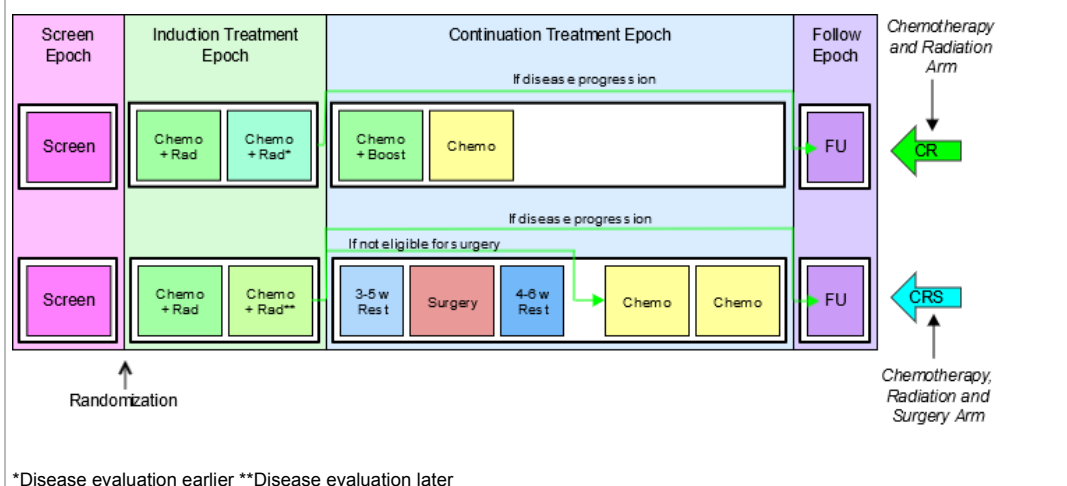 Screen
Epoch
Induction Treatment
Epoch
Continuation Treatment Epoch
Follow
Epoch
Chemotherapy
and Radiation
Arm
If disease progression
Screen
Chemo
+ Rad
Chemo
+ Rad*
Chemo
+ Boost
Chemo
FU
CR
If disease progression
If not eligible for surgery
Screen
Chemo
+ Rad
Chemo
+ Rad**
3-5 w
Rest
Surgery
4-6 w
Rest
Chemo
Chemo
FU
CRS
Randomization
Chemotherapy,
Radiation and
Surgery Arm
*Disease evaluation earlier **Disease evaluation later